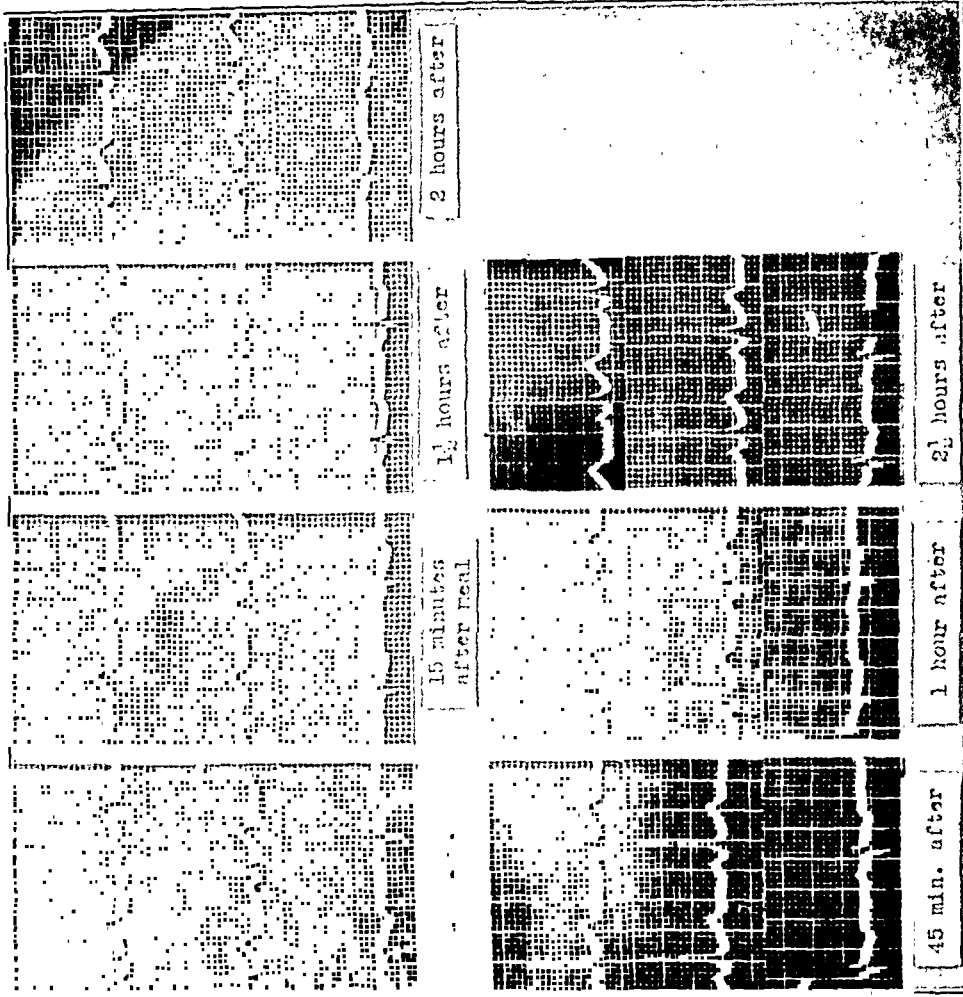 15 minutes
after meal
1½ hours after
2 hours after
45 min. after
1 hour after
2½ hours after